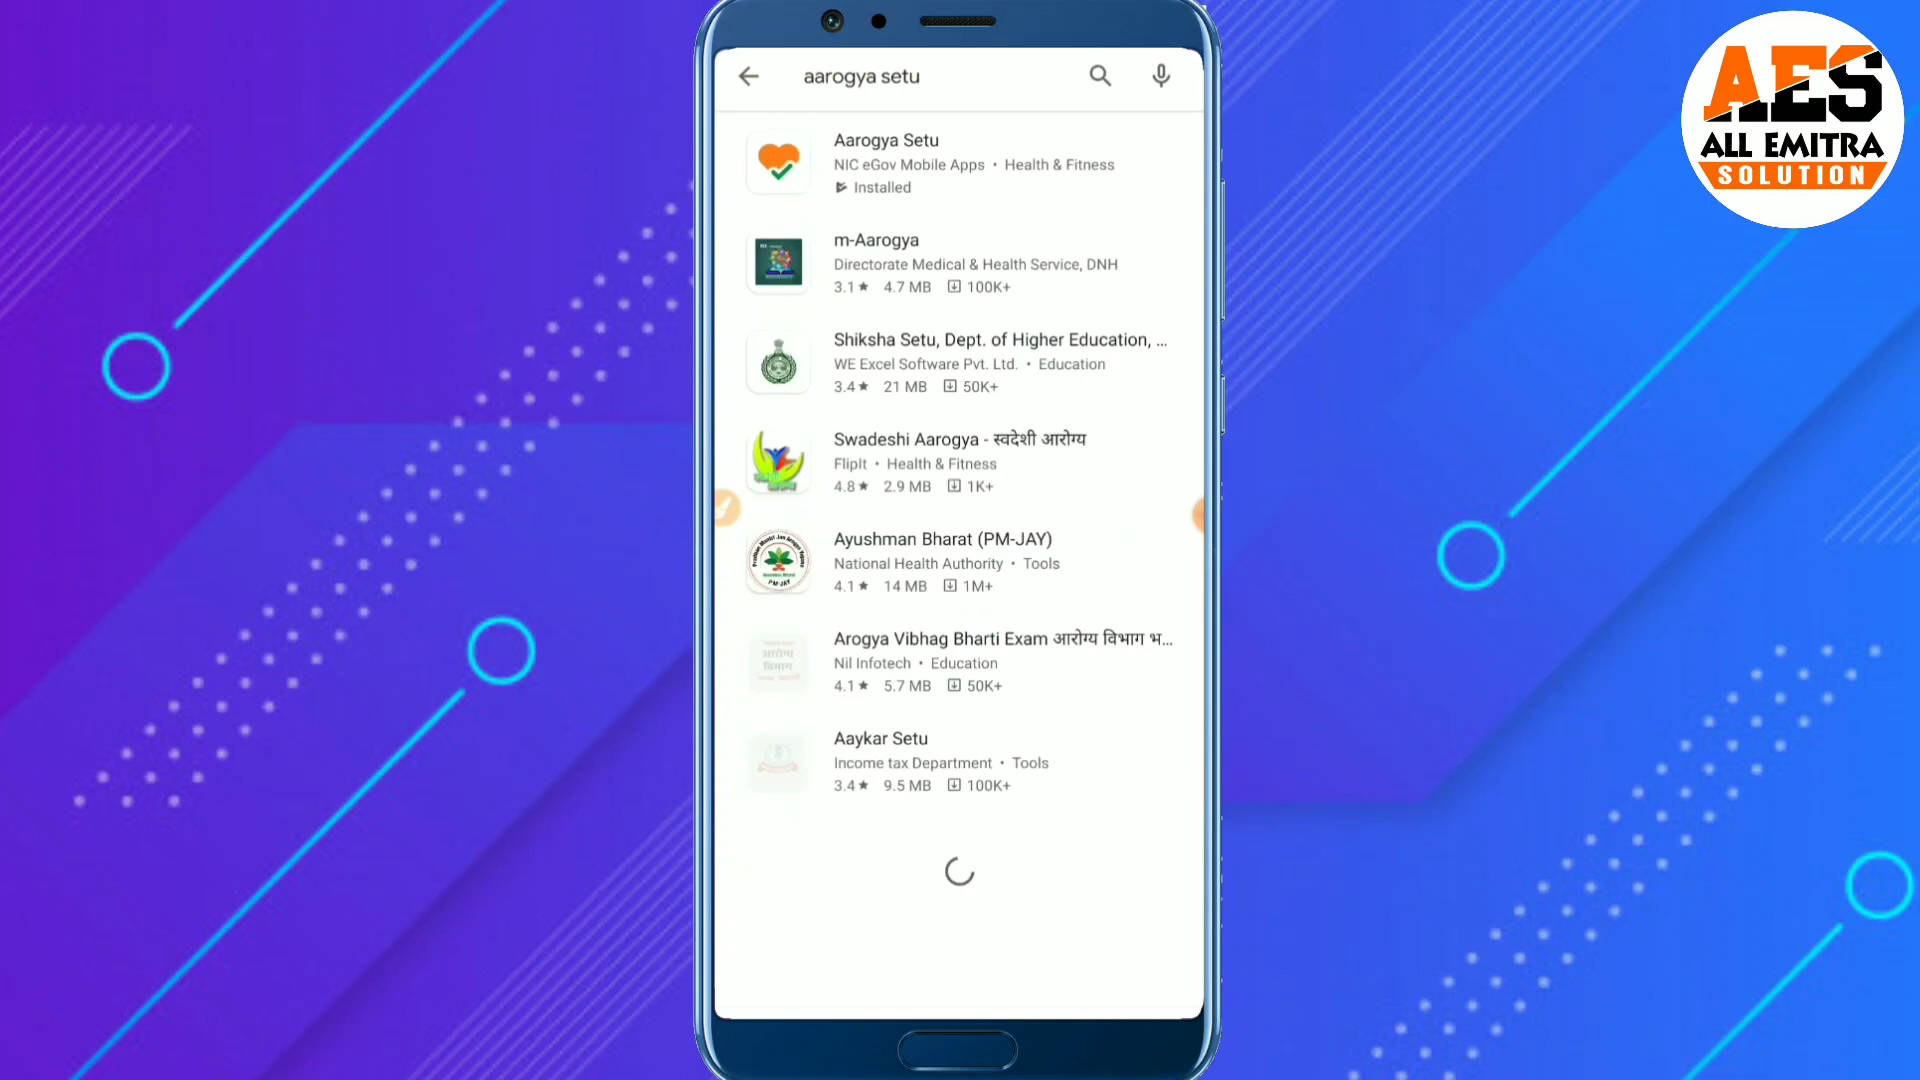 aarogya setu
Aarogya Setu
NIC eGov Mobile Apps • Health & Fitness
Installed
m-Aarogya
Directorate Medical & Health Service, DNH
3.1★ 4.7 MB 100K+
Shiksha Setu, Dept. of Higher Education, ...
WE Excel Software Pvt. Ltd. • Education
3.4★ 21 MB 50K+
Swadeshi Aarogya - स्वदेशी आरोग्य
FlipIt • Health & Fitness
4.8★ 2.9 MB 1K+
Ayushman Bharat (PM-JAY)
National Health Authority • Tools
4.1★ 14 MB 1M+
PM-JAY
Arogya Vibhag Bharti Exam आरोग्य विभाग भ...
Nil Infotech • Education
4.1★ 5.7 MB 50K+
आरोग्य
विभाग
Aaykar Setu
Income tax Department • Tools
3.4★ 9.5 MB 100K+
AES
ALL EMITRA
SOLUTION